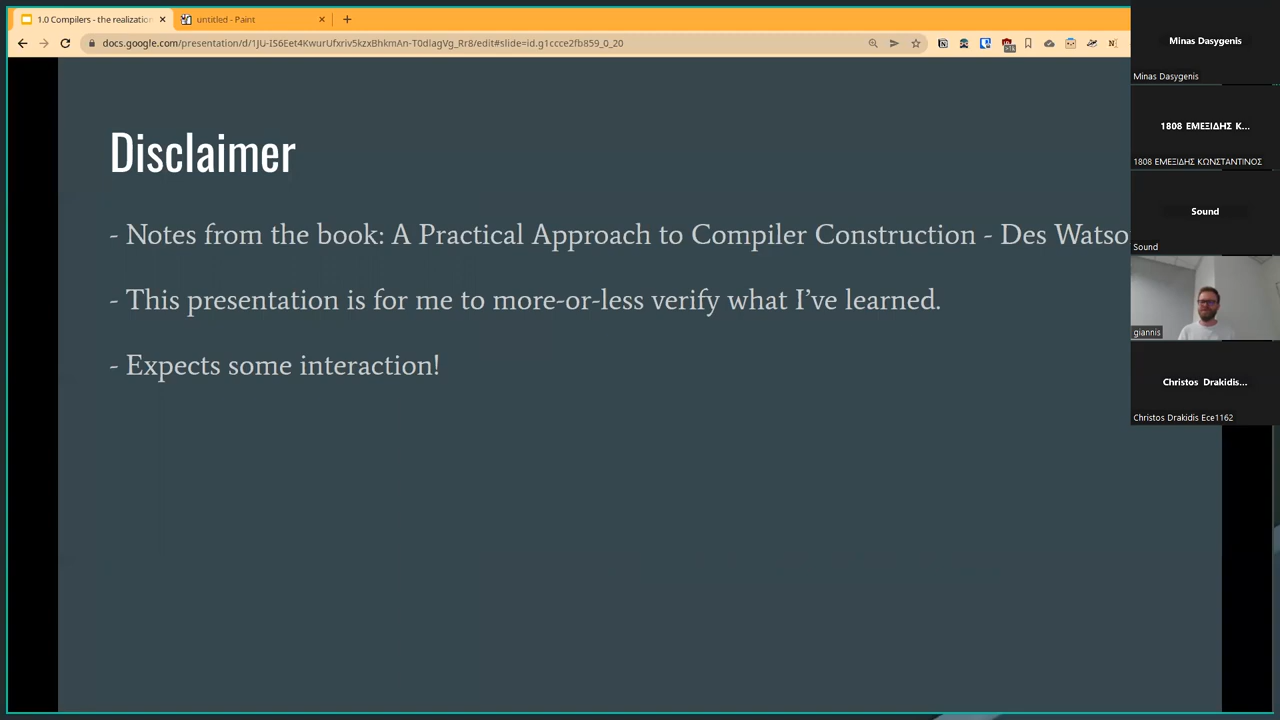 1.0 Compilers - the realization
untitled - Paint
docs.google.com/presentation/d/1JU-IS6Eet4KwurUfxriv5kzxBhkmAn-T0dlagVg_Rr8/edit#slide=id.g1ccce2fb859_0_20
Disclaimer
- Notes from the book: A Practical Approach to Compiler Construction - Des Watso
- This presentation is for me to more-or-less verify what I've learned.
- Expects some interaction!
Minas Dasygenis
Minas Dasygenis
1808 ΕΜΕΞΙΔΗΣ Κ...
1808 ΕΜΕΞΙΔΗΣ ΚΩΝΣΤΑΝΤΙΝΟΣ
Sound
Sound
giannis
Christos Drakidis...
Christos Drakidis Ece1162